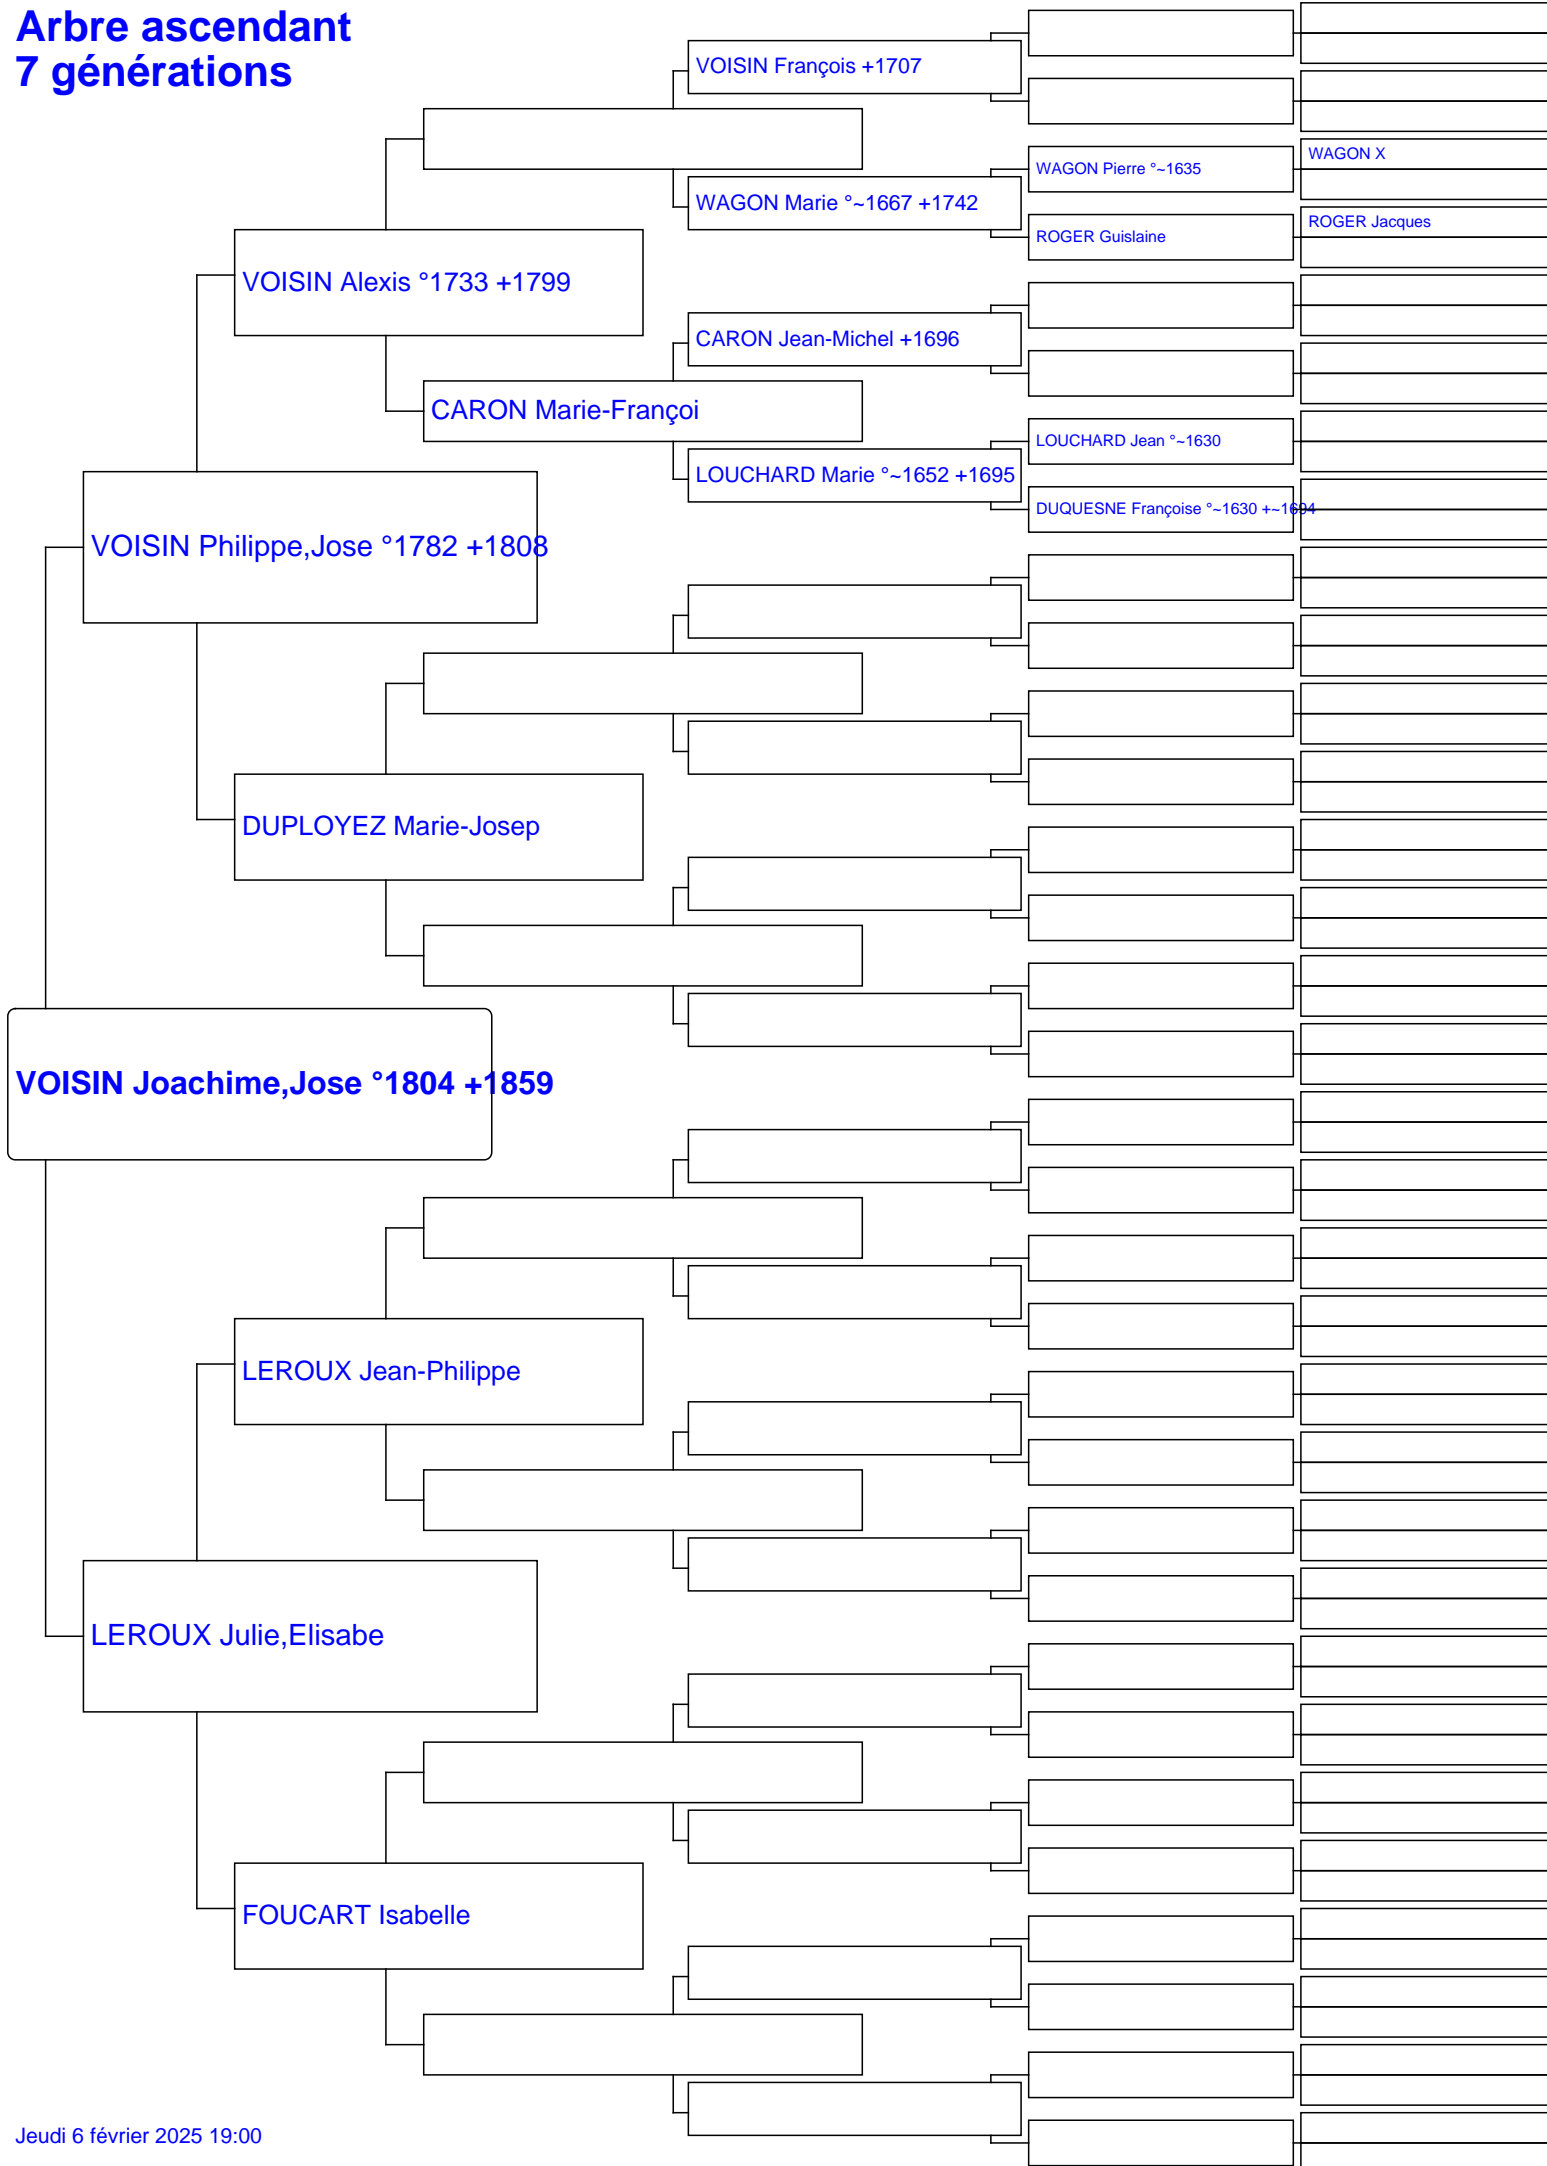 Arbre ascendant
7 générations
VOISIN François +1707
WAGON X
WAGON Pierre °~1635
WAGON Marie °~1667 +1742
ROGER Jacques
ROGER Guislaine
VOISIN Alexis °1733 +1799
CARON Jean-Michel +1696
CARON Marie-Françoi
LOUCHARD Jean °~1630
LOUCHARD Marie °~1652 +1695
DUQUESNE Françoise °~1630 +~1694
VOISIN Philippe,Jose °1782 +1808
DUPLOYEZ Marie-Josep
VOISIN Joachime,Jose °1804 +1859
LEROUX Jean-Philippe
LEROUX Julie,Elisabe
FOUCART Isabelle
Jeudi 6 février 2025 19:00